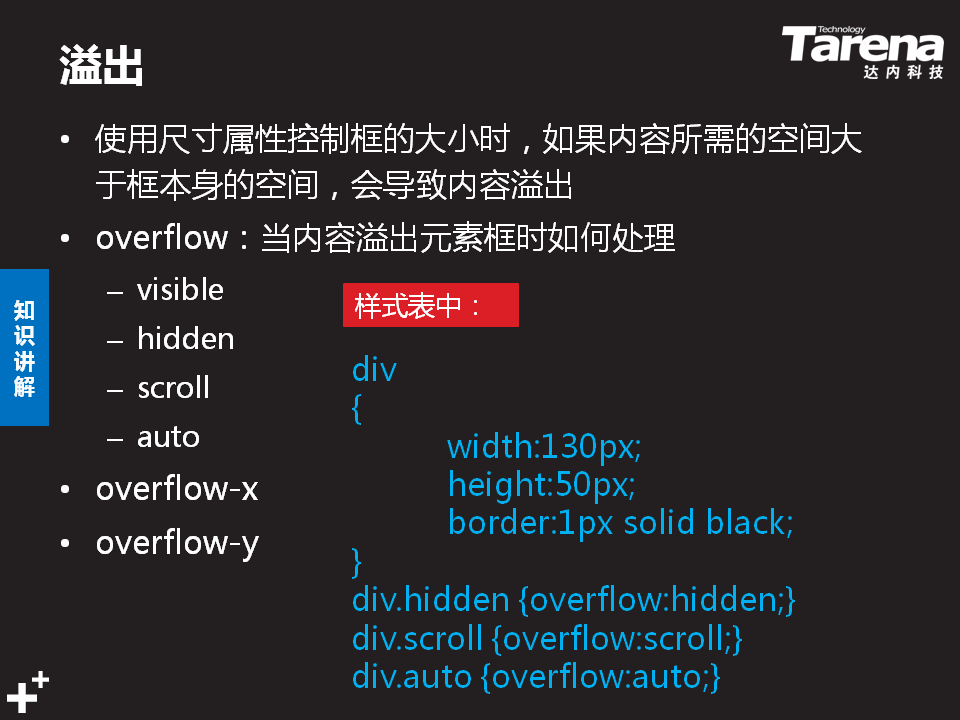 溢出
Technology
Tarena
达内科技
• 使用尺寸属性控制框的大小时，如果内容所需的空间大
于框本身的空间，会导致内容溢出
• overflow：当内容溢出元素框时如何处理
– visible
– hidden
– scroll
– auto
• overflow-x
• overflow-y
知
识
讲
解
样式表中：
div
{
width:130px;
height:50px;
border:1px solid black;
}
div.hidden {overflow:hidden;}
div.scroll {overflow:scroll;}
div.auto {overflow:auto;}